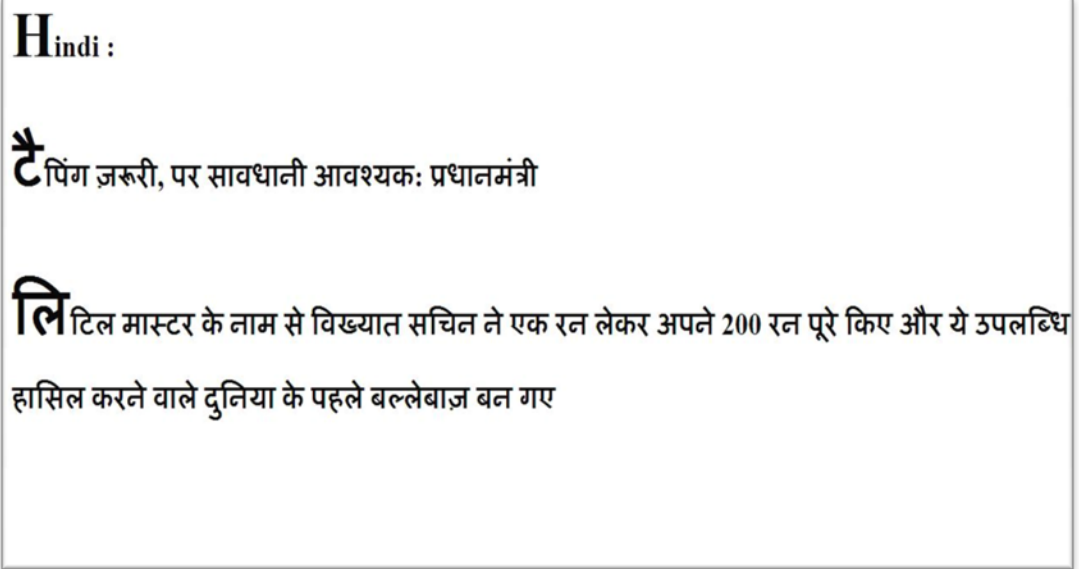 Hindi :
टैपिंग ज़रूरी, पर सावधानी आवश्यक: प्रधानमंत्री
लिटिल मास्टर के नाम से विख्यात सचिन ने एक रन लेकर अपने 200 रन पूरे किए और ये उपलब्धि
हासिल करने वाले दुनिया के पहले बल्लेबाज़ बन गए